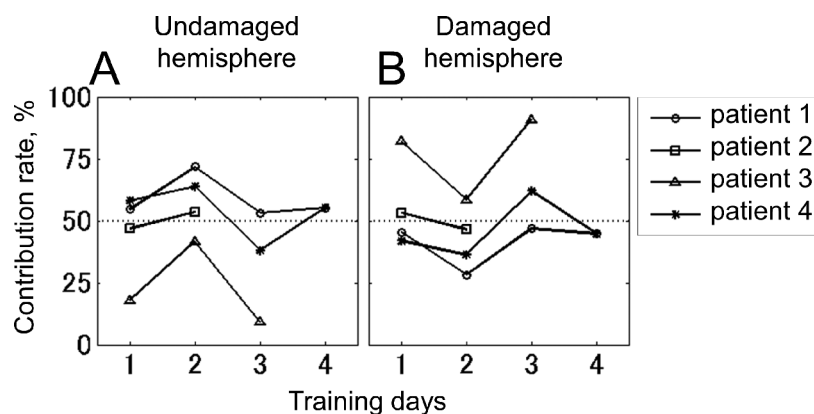 Undamaged
hemisphere
Damaged
hemisphere
A
B
Contribution rate, %
100
75
50
25
0
1 2 3 4
1 2 3 4
Training days
patient 1
patient 2
patient 3
patient 4